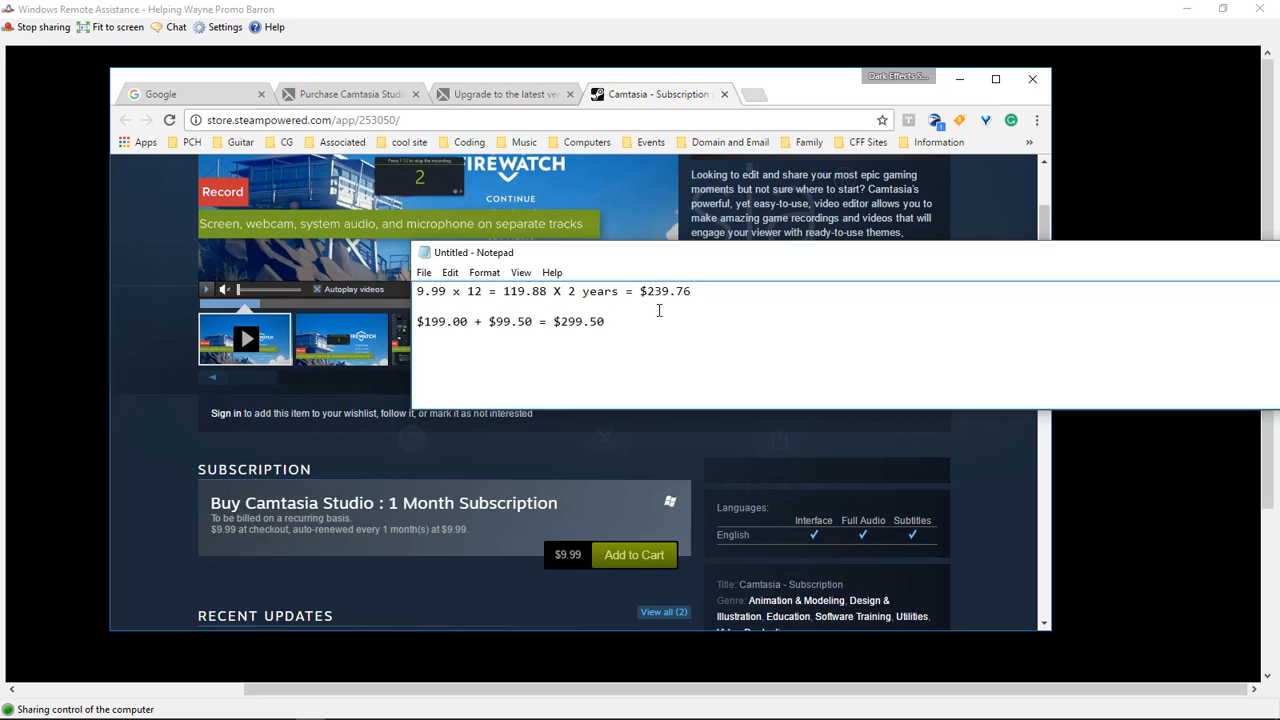 Windows Remote Assistance - Helping Wayne Promo Barron
Stop sharing Fit to screen Chat Settings Help
Dark Effects S...
Google Purchase Camtasia Studi Upgrade to the latest ve Camtasia - Subscription
store.steampowered.com/app/253050/
Apps PCH Guitar CG Associated cool site Coding Music Computers Events Domain and Email Family CFF Sites Information »
Press F10 to stop the recording.
2
FIREWATCH
CONTINUE
Record
Screen, webcam, system audio, and microphone on separate tracks
Looking to edit and share your most epic gaming
moments but not sure where to start? Camtasia's
powerful, yet easy-to-use, video editor allows you to
make amazing game recordings and videos that will
engage your viewer with ready-to-use themes,
Untitled - Notepad
File Edit Format View Help
9.99 x 12 = 119.88 X 2 years = $239.76
$199.00 + $99.50 = $299.50
Autoplay videos
Sign in to add this item to your wishlist, follow it, or mark it as not interested
SUBSCRIPTION
Buy Camtasia Studio : 1 Month Subscription
To be billed on a recurring basis.
$9.99 at checkout, auto-renewed every 1 month(s) at $9.99.
$9.99 Add to Cart
RECENT UPDATES View all (2)
Languages:
Interface Full Audio Subtitles
English ✓ ✓ ✓
Title: Camtasia - Subscription
Genre: Animation & Modeling, Design &
Illustration, Education, Software Training, Utilities,
Sharing control of the computer